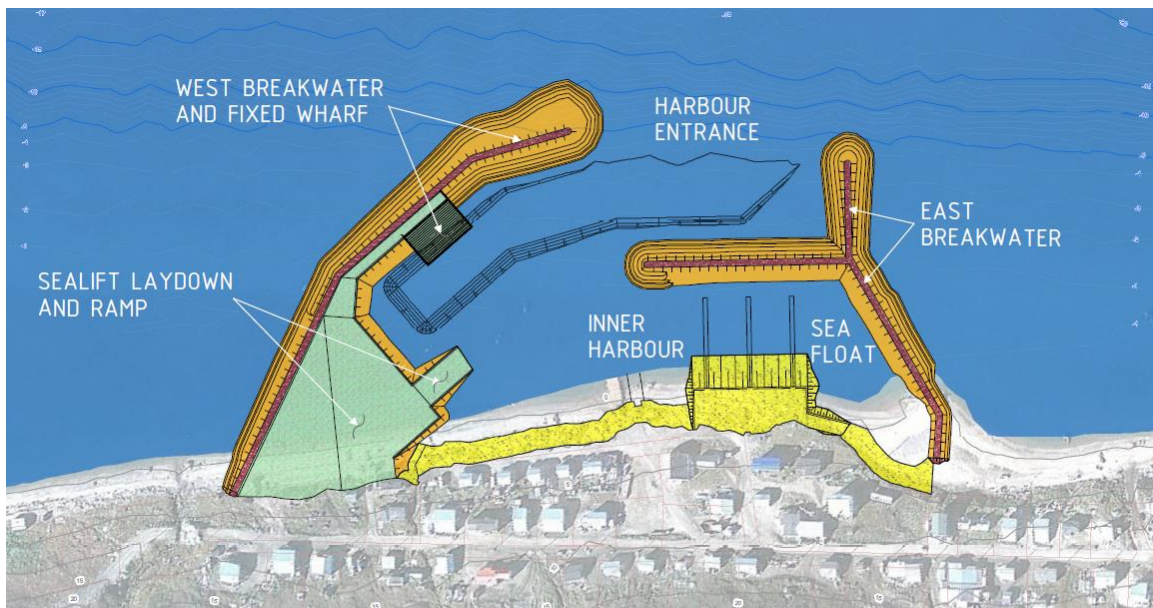 WEST BREAKWATER
AND FIXED WHARF
HARBOUR
ENTRANCE
EAST
BREAKWATER
SEALIFT LAYDOWN
AND RAMP
INNER
HARBOUR
SEA
FLOAT